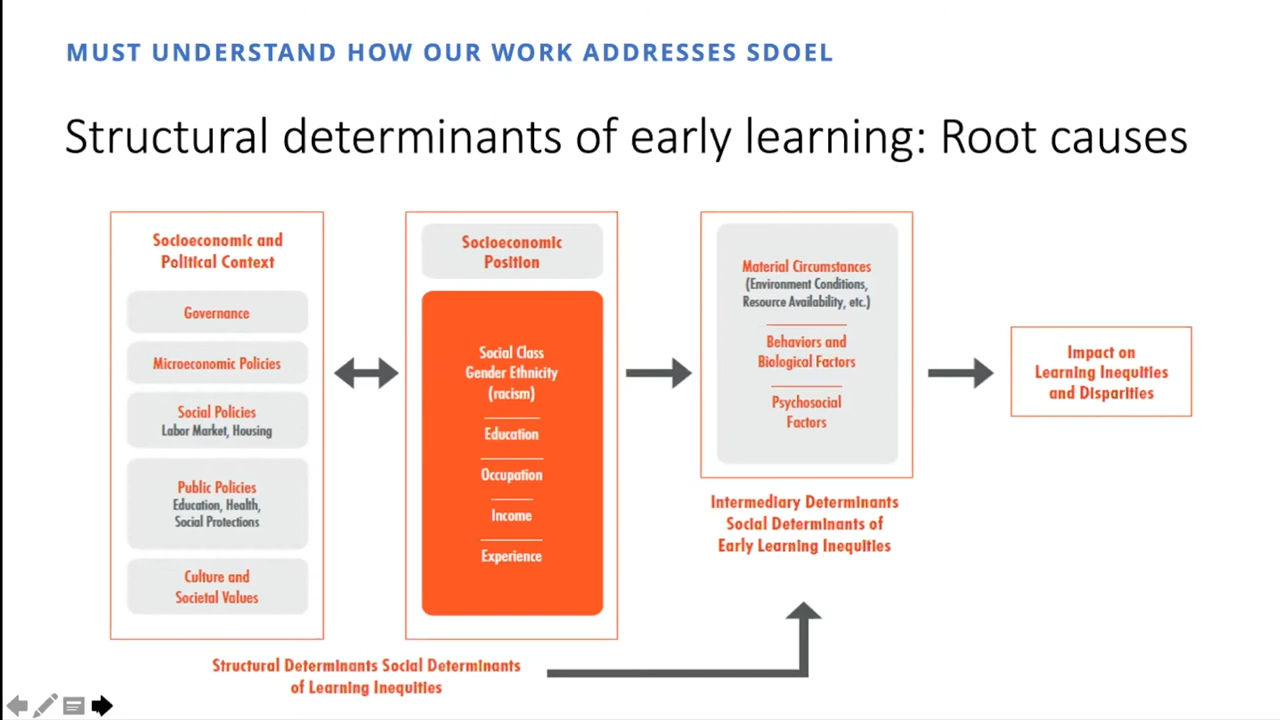 MUST UNDERSTAND HOW OUR WORK ADDRESSES SDOEL
Structural determinants of early learning: Root causes
Socioeconomic and
Political Context
Governance
Microeconomic Policies
Social Policies
Labor Market, Housing
Public Policies
Education, Health,
Social Protections
Culture and
Societal Values
Socioeconomic
Position
Social Class
Gender Ethnicity
(racism)
Education
Occupation
Income
Experience
Structural Determinants Social Determinants
of Learning Inequities
Material Circumstances
(Environment Conditions,
Resource Availability, etc.)
Behaviors and
Biological Factors
Psychosocial
Factors
Intermediary Determinants
Social Determinants of
Early Learning Inequities
Impact on
Learning Inequities
and Disparities